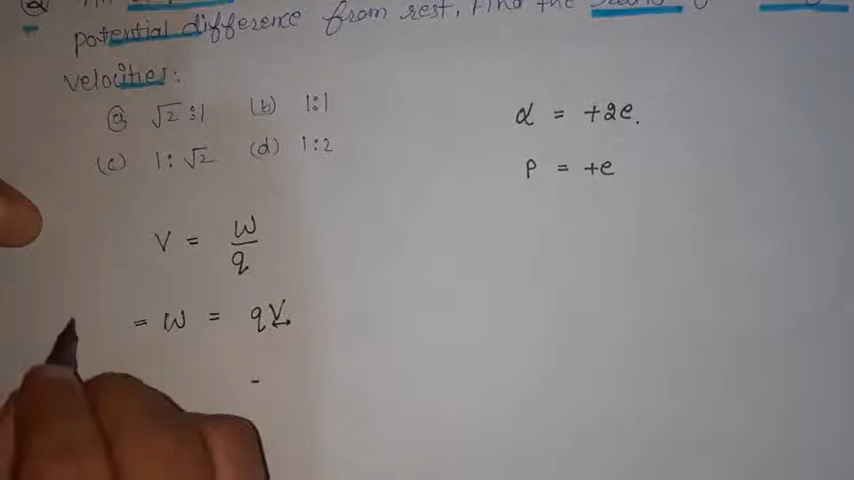 Q
potential difference from rest, Find the
velocities:
(a) √2 : 1 (b) 1:1
(c) 1: √2 (d) 1:2
α = +2e.
P = +e
V = W/q
= W = qV
-